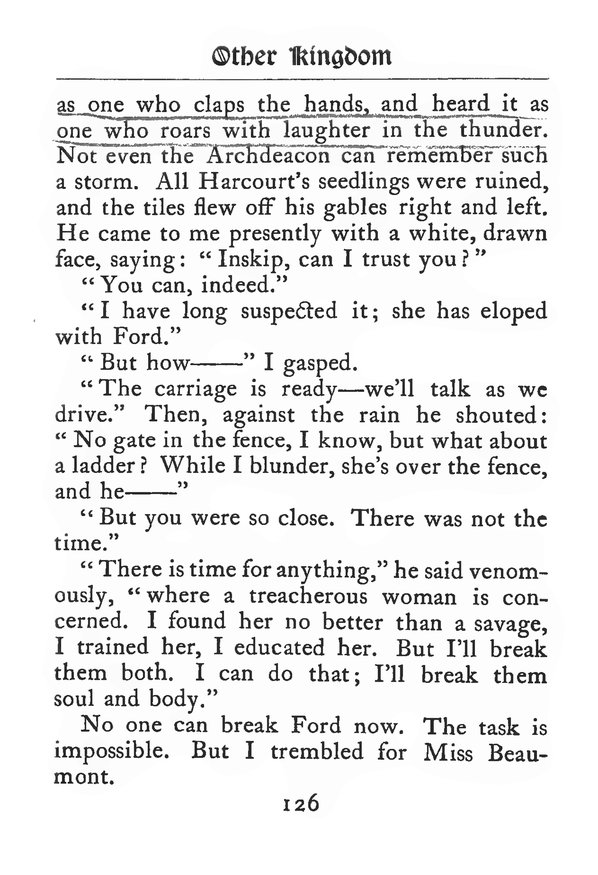 Other Kingdom
as one who claps the hands, and heard it as
one who roars with laughter in the thunder.
Not even the Archdeacon can remember such
a storm. All Harcourt's seedlings were ruined,
and the tiles flew off his gables right and left.
He came to me presently with a white, drawn
face, saying: “Inskip, can I trust you?”
“You can, indeed.”
“I have long suspected it; she has eloped
with Ford.”
“But how——” I gasped.
“The carriage is ready—we'll talk as we
drive.” Then, against the rain he shouted:
“No gate in the fence, I know, but what about
a ladder? While I blunder, she's over the fence,
and he——”
“But you were so close. There was not the
time.”
“There is time for anything,” he said venom-
ously, “where a treacherous woman is con-
cerned. I found her no better than a savage,
I trained her, I educated her. But I'll break
them both. I can do that; I'll break them
soul and body.”
No one can break Ford now. The task is
impossible. But I trembled for Miss Beau-
mont.
126